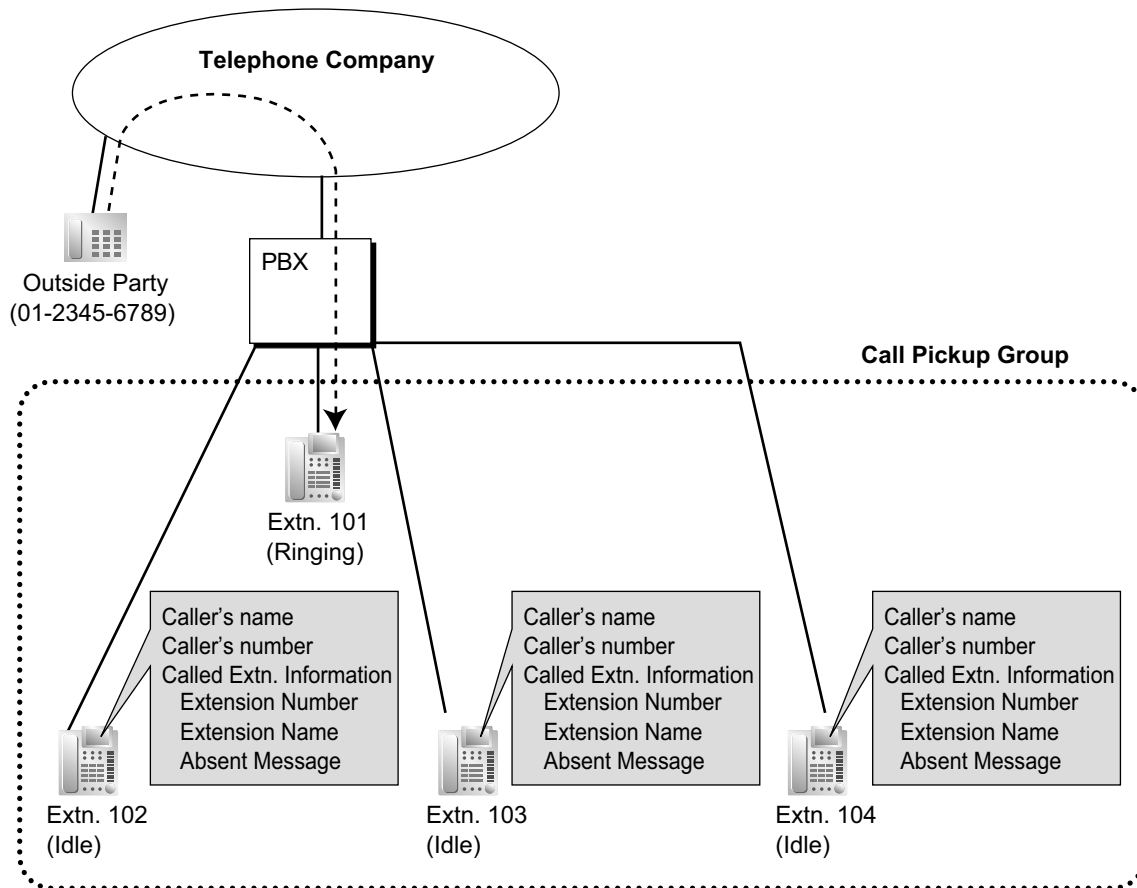 Telephone Company
PBX
Outside Party
(01-2345-6789)
Call Pickup Group
Extn. 101
(Ringing)
Caller’s name
Caller’s number
Called Extn. Information
Extension Number
Extension Name
Absent Message
Extn. 102
(Idle)
Caller’s name
Caller’s number
Called Extn. Information
Extension Number
Extension Name
Absent Message
Extn. 103
(Idle)
Caller’s name
Caller’s number
Called Extn. Information
Extension Number
Extension Name
Absent Message
Extn. 104
(Idle)